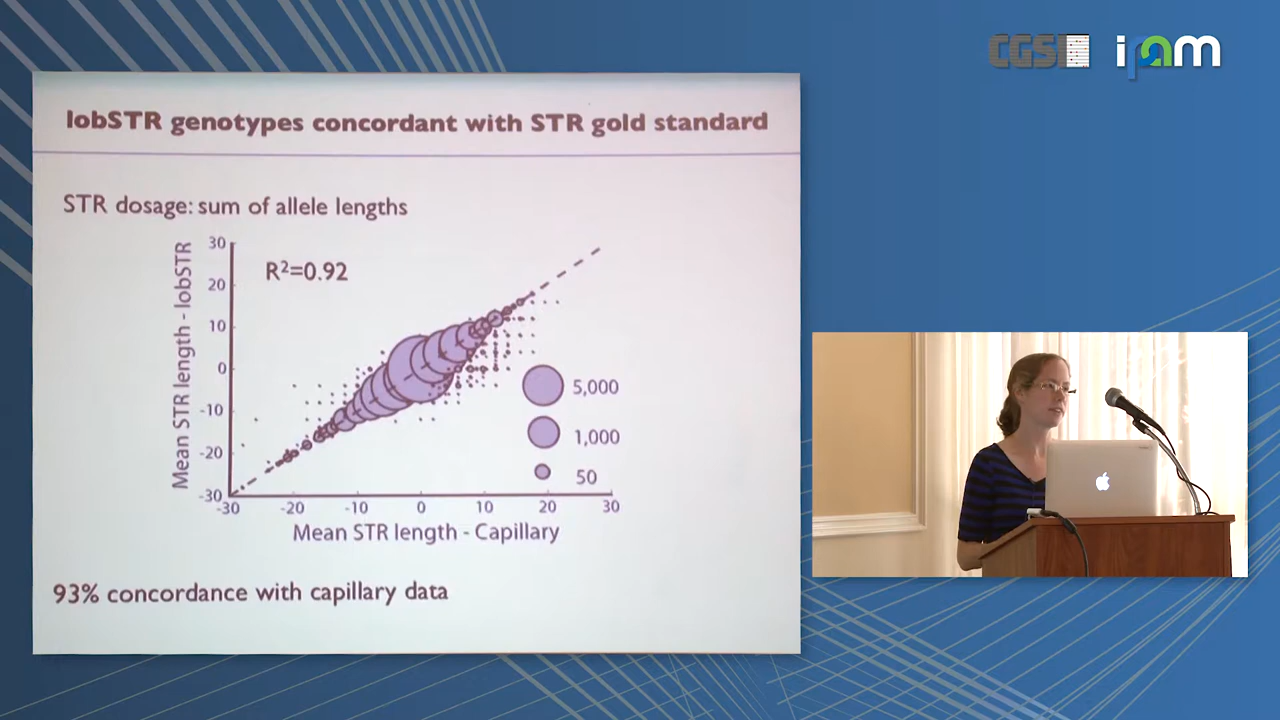 CGSI ipam
lobSTR genotypes concordant with STR gold standard
STR dosage: sum of allele lengths
Mean STR length - lobSTR
30
20
10
0
-10
-20
-30
R²=0.92
5,000
1,000
50
-30 -20 -10 0 10 20 30
Mean STR length - Capillary
93% concordance with capillary data